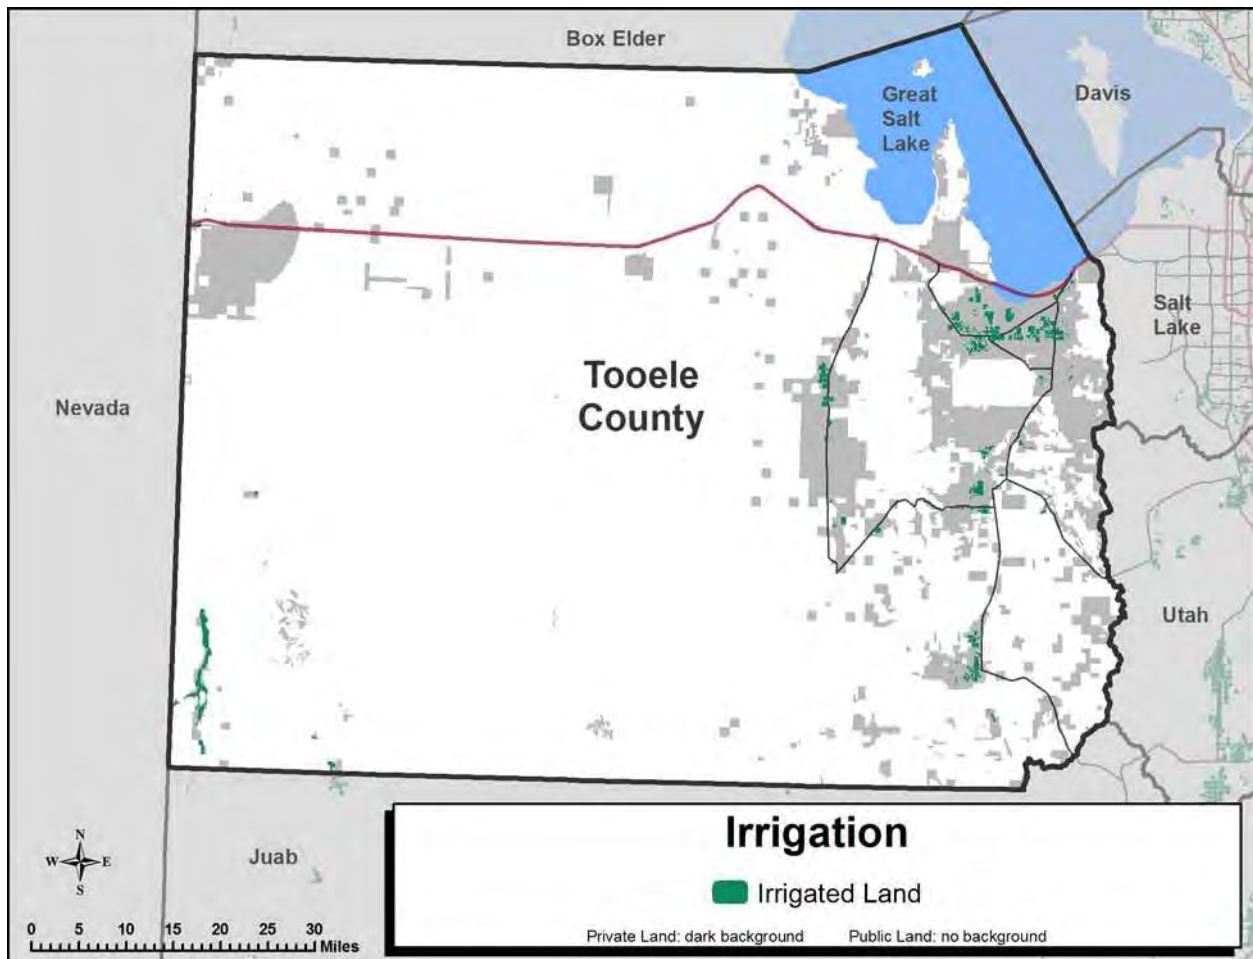 Box Elder
Great
Salt
Lake
Davis
Salt
Lake
Tooele
County
Nevada
Utah
Juab
N
W E
S
0 5 10 15 20 25 30
Miles
Irrigation
Irrigated Land
Private Land: dark background Public Land: no background